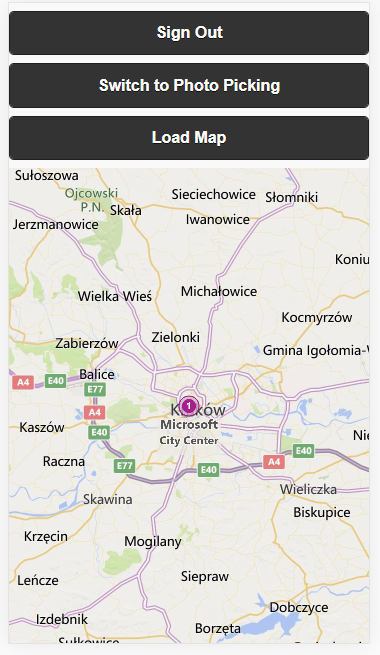 Sign Out
Switch to Photo Picking
Load Map
Sułoszowa
Ojcowski
P.N.
Skała
Sieciechowice
Słomniki
Jerzmanowice
Iwanowice
Koniu
Wielka Wieś
Michałowice
Kocmyrzów
Zabierzów
Zielonki
Gmina Igołomia-W
Balice
A4
E40
E77
1
Kraków
A4
Microsoft
City Center
Kaszów
E40
Nie
Raczna
E77
E40
A4
E40
Skawina
Wieliczka
Biskupice
Krzęcin
Mogilany
Leńcze
Siepraw
Dobczyce
Izdebnik
Borzęta
Sułkowice